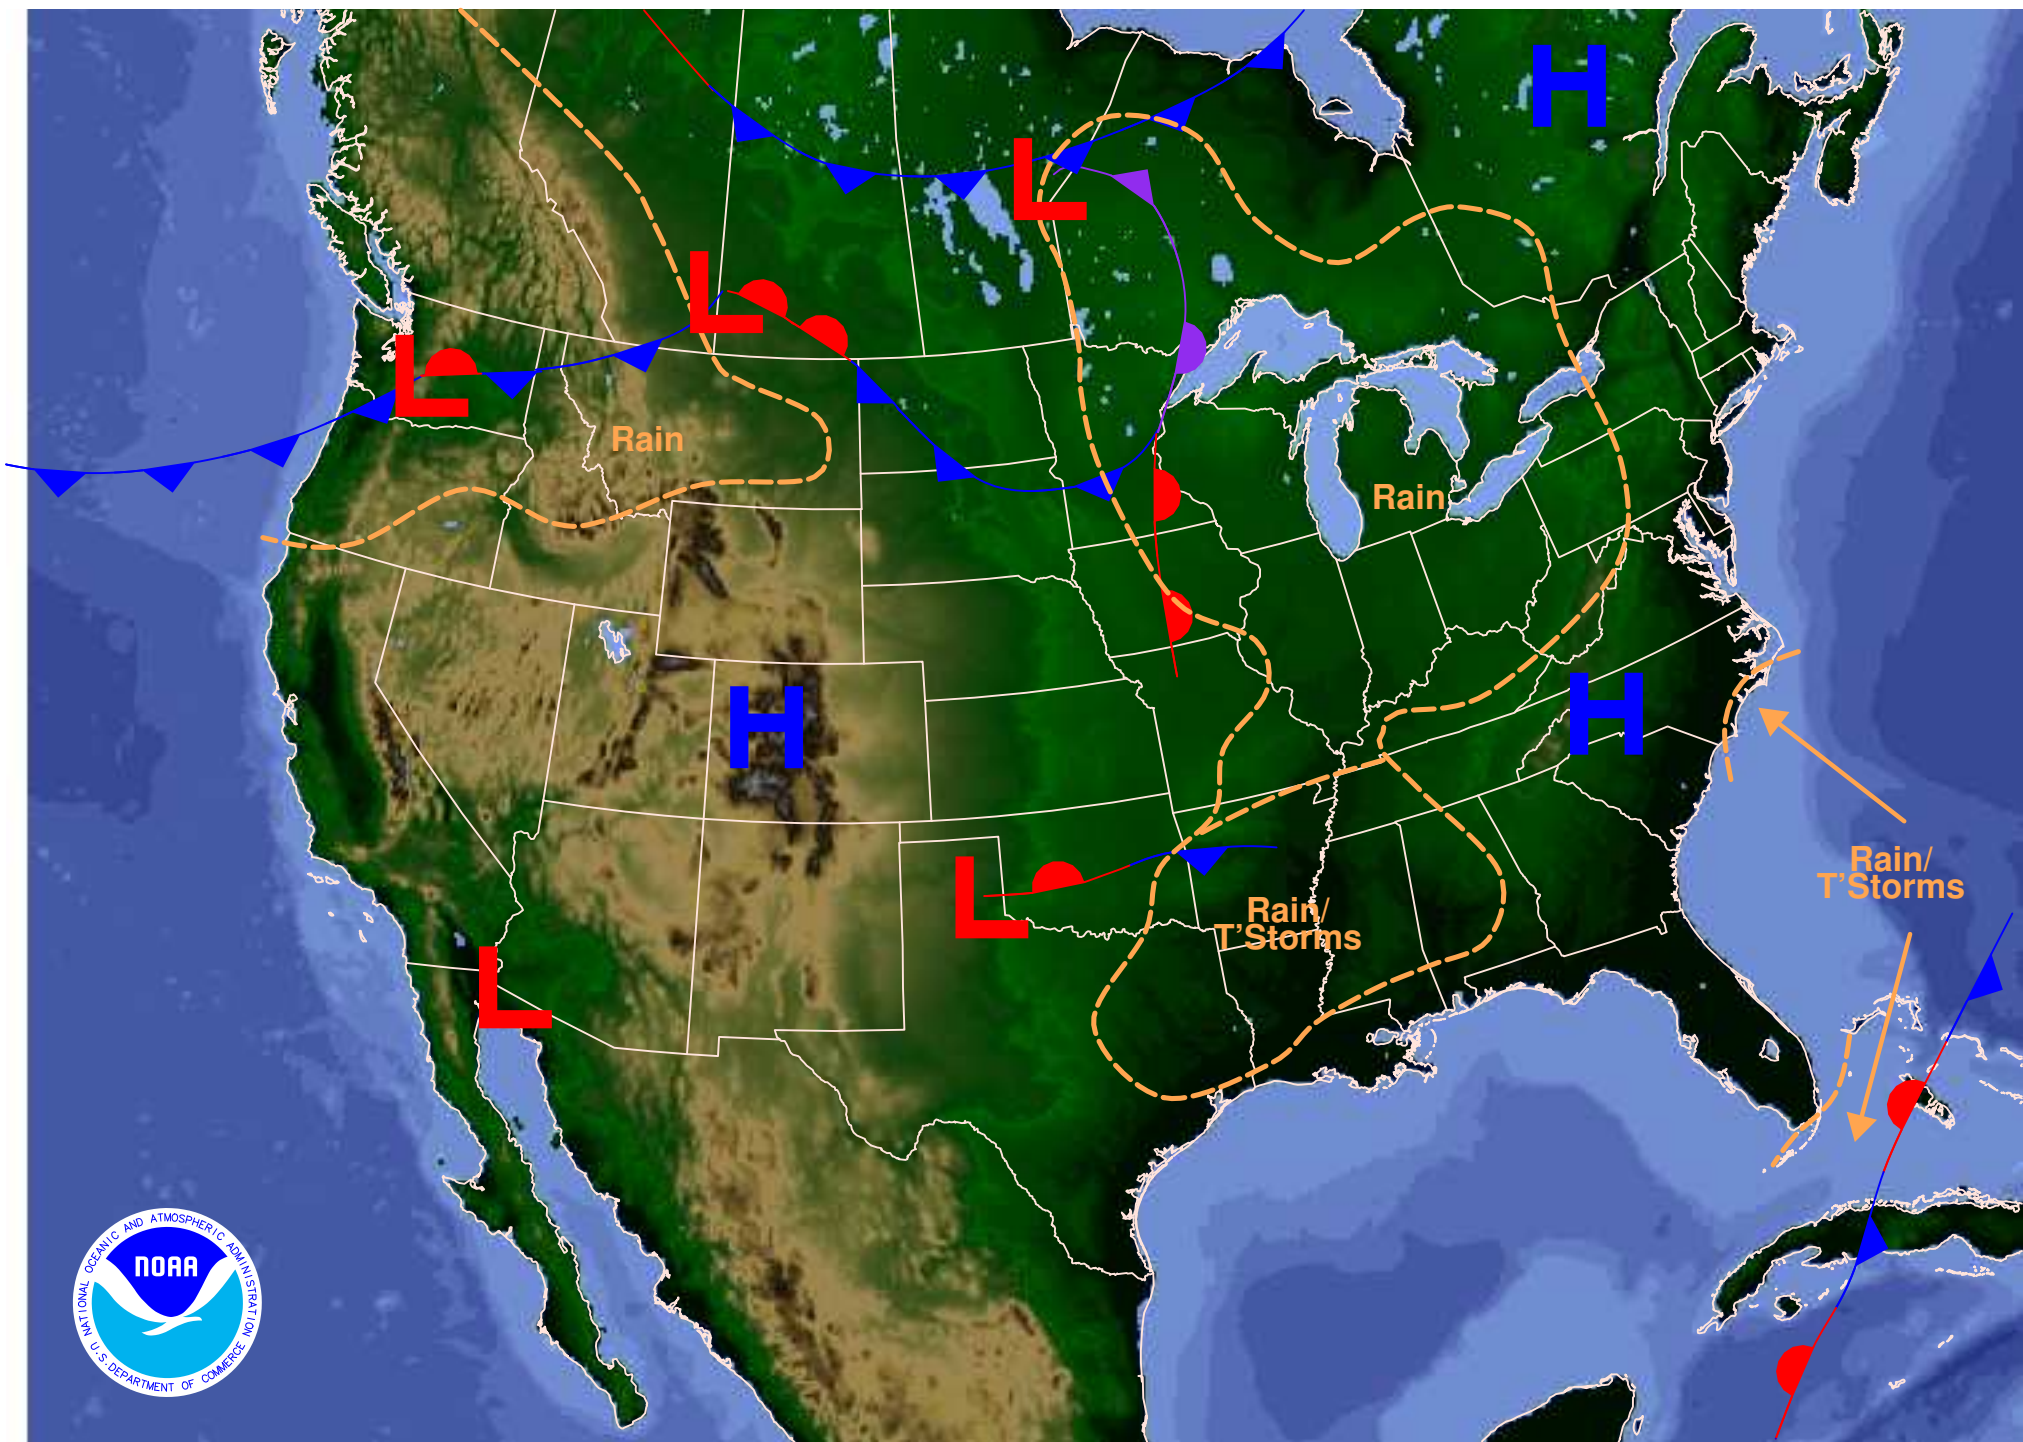 H
L
L
L
Rain
Rain
H
H
Rain/
T'Storms
L
Rain/
T'Storms
L
NATIONAL OCEANIC AND ATMOSPHERIC ADMINISTRATION
NOAA
U.S. DEPARTMENT OF COMMERCE